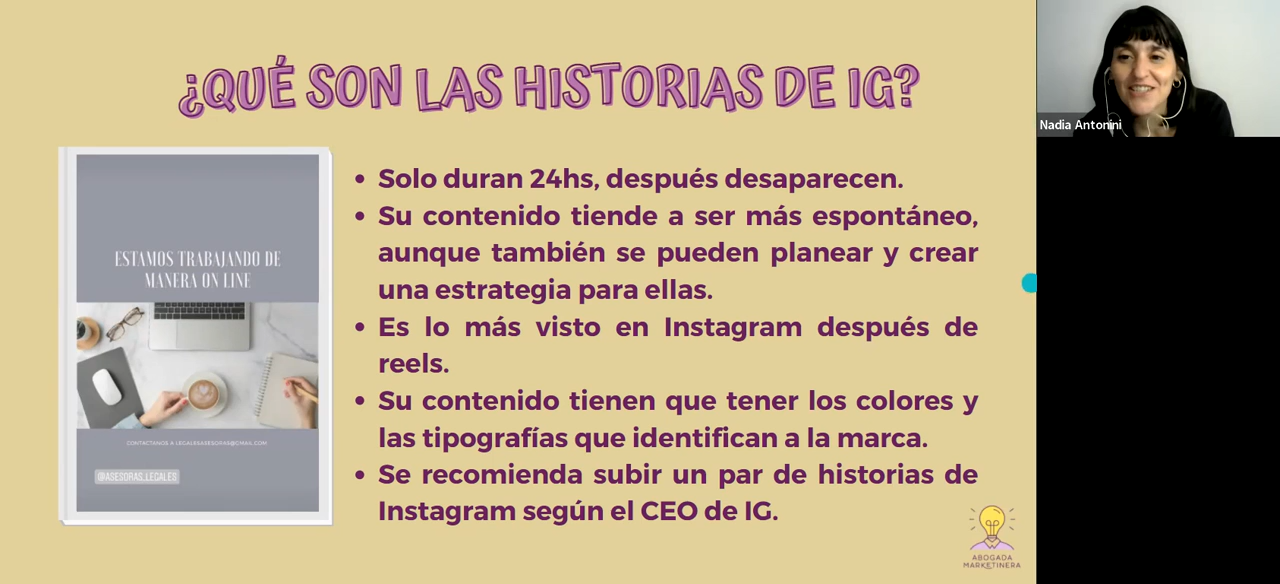 ¿QUÉ SON LAS HISTORIAS DE IG?
Nadia Antonini
ESTAMOS TRABAJANDO DE
MANERA ON LINE
CONTACTANOS A LEGALEXASESORAS@GMAIL.COM
@ASESORAS_LEGALES
• Solo duran 24hs, después desaparecen.
• Su contenido tiende a ser más espontáneo,
aunque también se pueden planear y crear
una estrategia para ellas.
• Es lo más visto en Instagram después de
reels.
• Su contenido tienen que tener los colores y
las tipografías que identifican a la marca.
• Se recomienda subir un par de historias de
Instagram según el CEO de IG.
ABOGADA
MARKETINERA